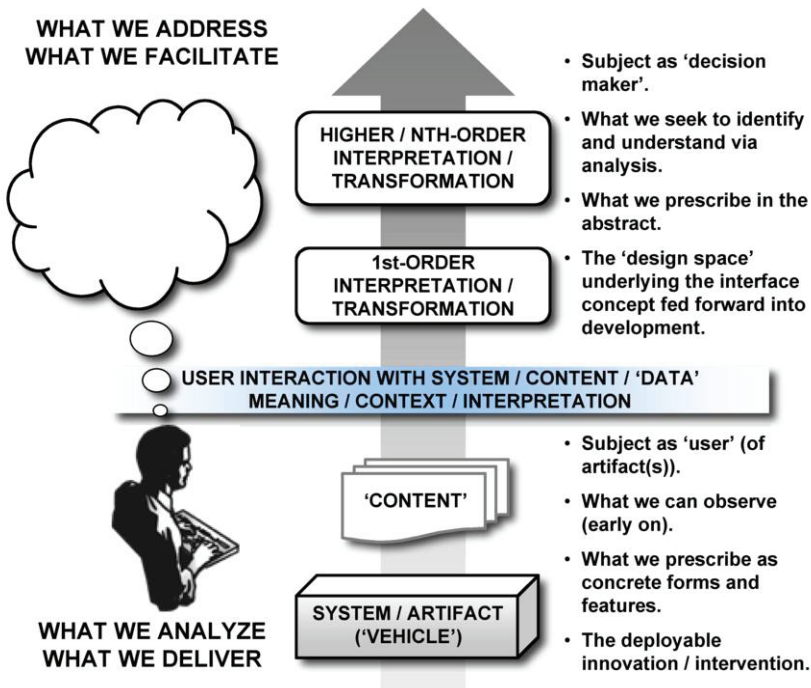 WHAT WE ADDRESS
WHAT WE FACILITATE
HIGHER / NTH-ORDER
INTERPRETATION /
TRANSFORMATION
1st-ORDER
INTERPRETATION /
TRANSFORMATION
• Subject as ‘decision
maker’.
• What we seek to identify
and understand via
analysis.
• What we prescribe in the
abstract.
• The ‘design space’
underlying the interface
concept fed forward into
development.
USER INTERACTION WITH SYSTEM / CONTENT / ‘DATA’
MEANING / CONTEXT / INTERPRETATION
‘CONTENT’
SYSTEM / ARTIFACT
(‘VEHICLE’)
WHAT WE ANALYZE
WHAT WE DELIVER
• Subject as ‘user’ (of
artifact(s)).
• What we can observe
(early on).
• What we prescribe as
concrete forms and
features.
• The deployable
innovation / intervention.